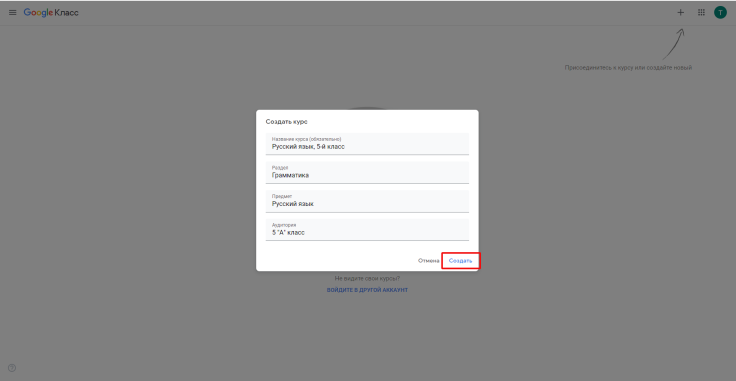 Google Класс
T
Присоединитесь к курсу или создайте новый.
Создать курс
Название курса (обязательно)
Русский язык, 5-й класс
Раздел
Грамматика
Предмет
Русский язык
Аудитория
5 "А" класс
Отмена Создать
Не видите свои курсы?
ВОЙДИТЕ В ДРУГОЙ АККАУНТ